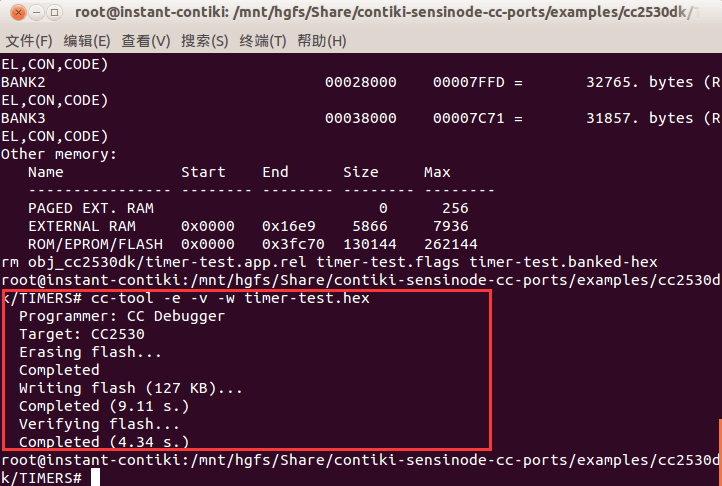 root@instant-contiki: /mnt/hgfs/Share/contiki-sensinode-cc-ports/examples/cc2530dk/
文件(F) 编辑(E) 查看(V) 搜索(S) 终端(T) 帮助(H)
EL,CON,CODE)
BANK2 00028000 00007FFD = 32765. bytes (R
EL,CON,CODE)
BANK3 00038000 00007C71 = 31857. bytes (R
EL,CON,CODE)
Other memory:
Name Start End Size Max
---------------- -------- -------- -------- --------
PAGED EXT. RAM 0 256
EXTERNAL RAM 0x0000 0x16e9 5866 7936
ROM/EPROM/FLASH 0x0000 0x3fc70 130144 262144
rm obj_cc2530dk/timer-test.app.rel timer-test.flags timer-test.banked-hex
root@instant-contiki:/mnt/hgfs/Share/contiki-sensinode-cc-ports/examples/cc2530d
k/TIMERS# cc-tool -e -v -w timer-test.hex
Programmer: CC Debugger
Target: CC2530
Erasing flash...
Completed
Writing flash (127 KB)...
Completed (9.11 s.)
Verifying flash...
Completed (4.34 s.)
root@instant-contiki:/mnt/hgfs/Share/contiki-sensinode-cc-ports/examples/cc2530d
k/TIMERS#